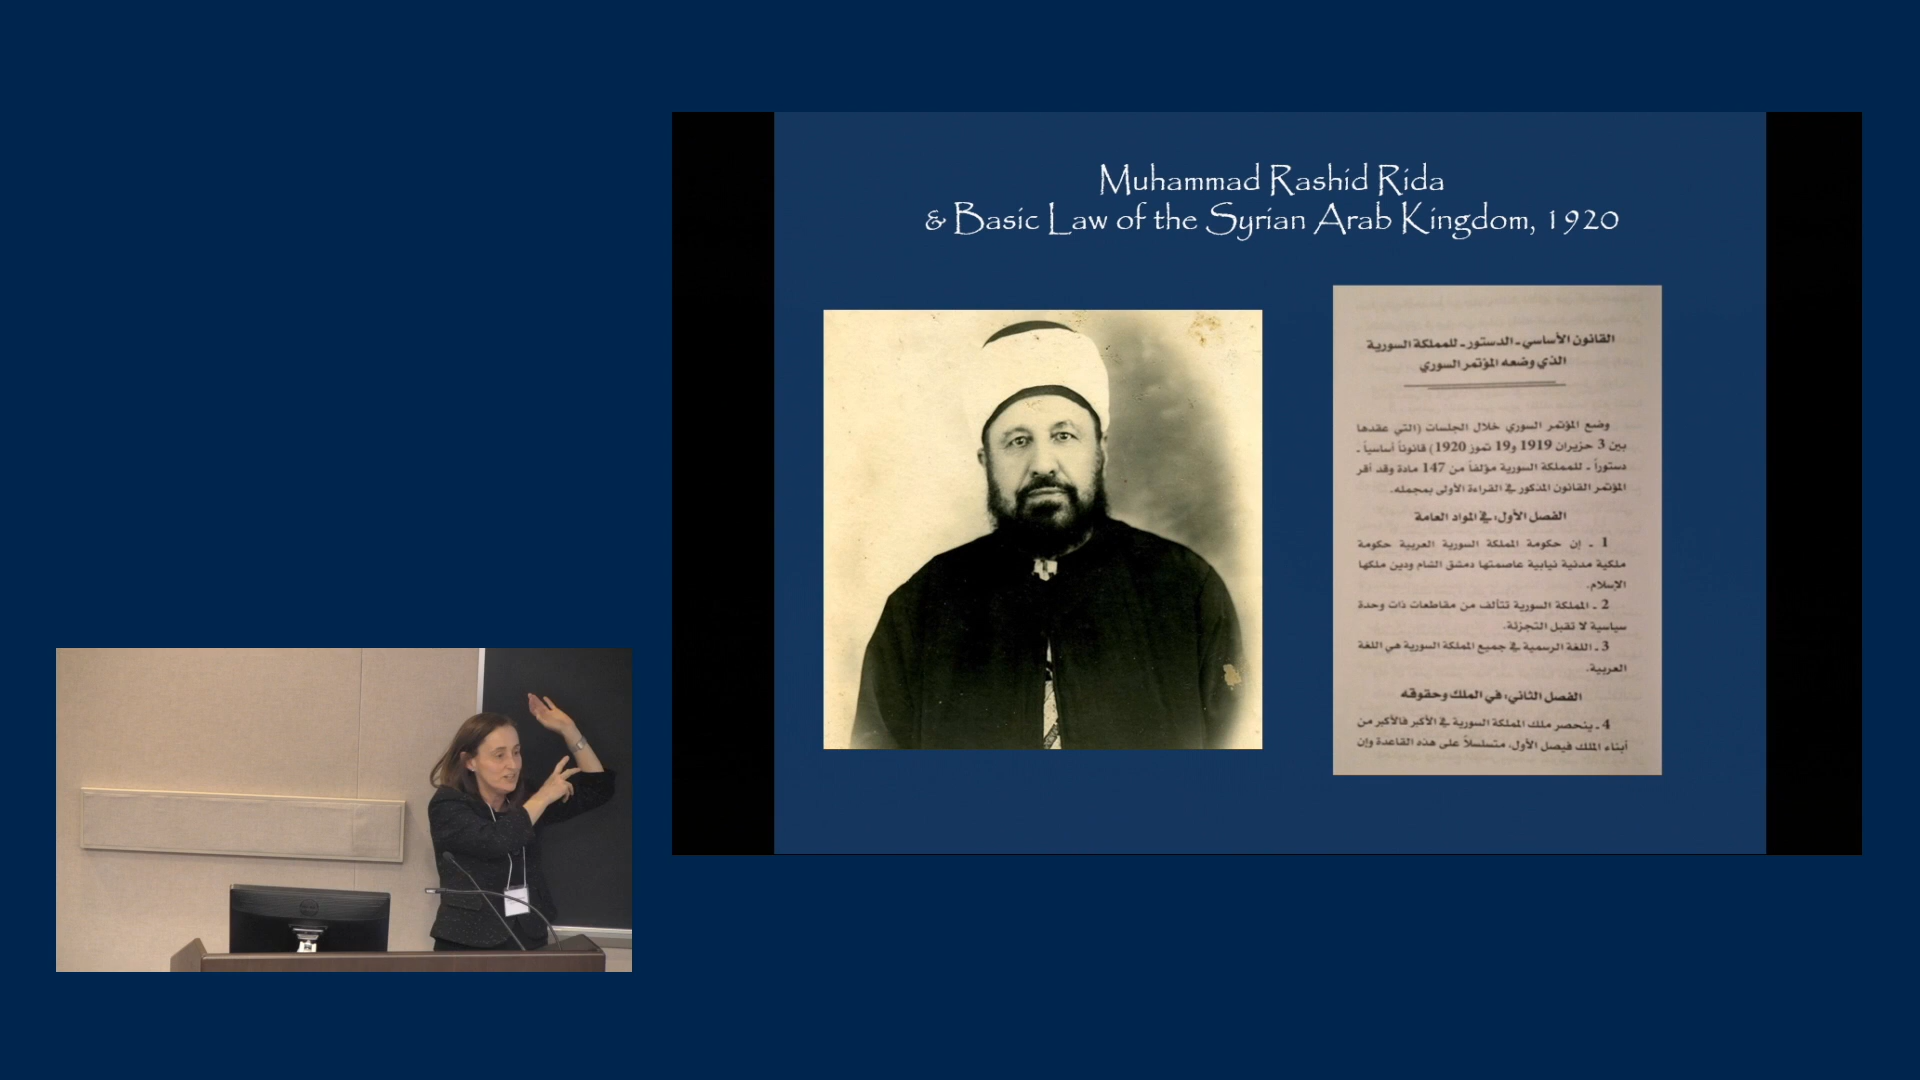 Muhammad Rashid Rida
& Basic Law of the Syrian Arab Kingdom, 1920
القانون الأساسي ـ الدستور ـ للمملكة السورية
الذي وضعه المؤتمر السوري
وضع المؤتمر السوري خلال الجلسات (التي عقدها
بين 3 حزيران 1919 و19 تموز 1920) قانوناً أساسياً ـ
دستوراً ـ للمملكة السورية مؤلفاً من 147 مادة وقد أقر
المؤتمر القانون المذكور في القراءة الأولى بمجمله.
الفصل الأول: في المواد العامة
1 ـ إن حكومة المملكة السورية العربية حكومة
ملكية مدنية نيابية عاصمتها دمشق الشام ودين ملكها
الإسلام.
2 ـ المملكة السورية تتألف من مقاطعات ذات وحدة
سياسية لا تقبل التجزئة.
3 ـ اللغة الرسمية في جميع المملكة السورية هي اللغة
العربية.
الفصل الثاني: في الملك وحقوقه
4 ـ ينحصر ملك المملكة السورية في الأكبر فالأكبر من
أبناء الملك فيصل الأول، متسلسلاً على هذه القاعدة وإن